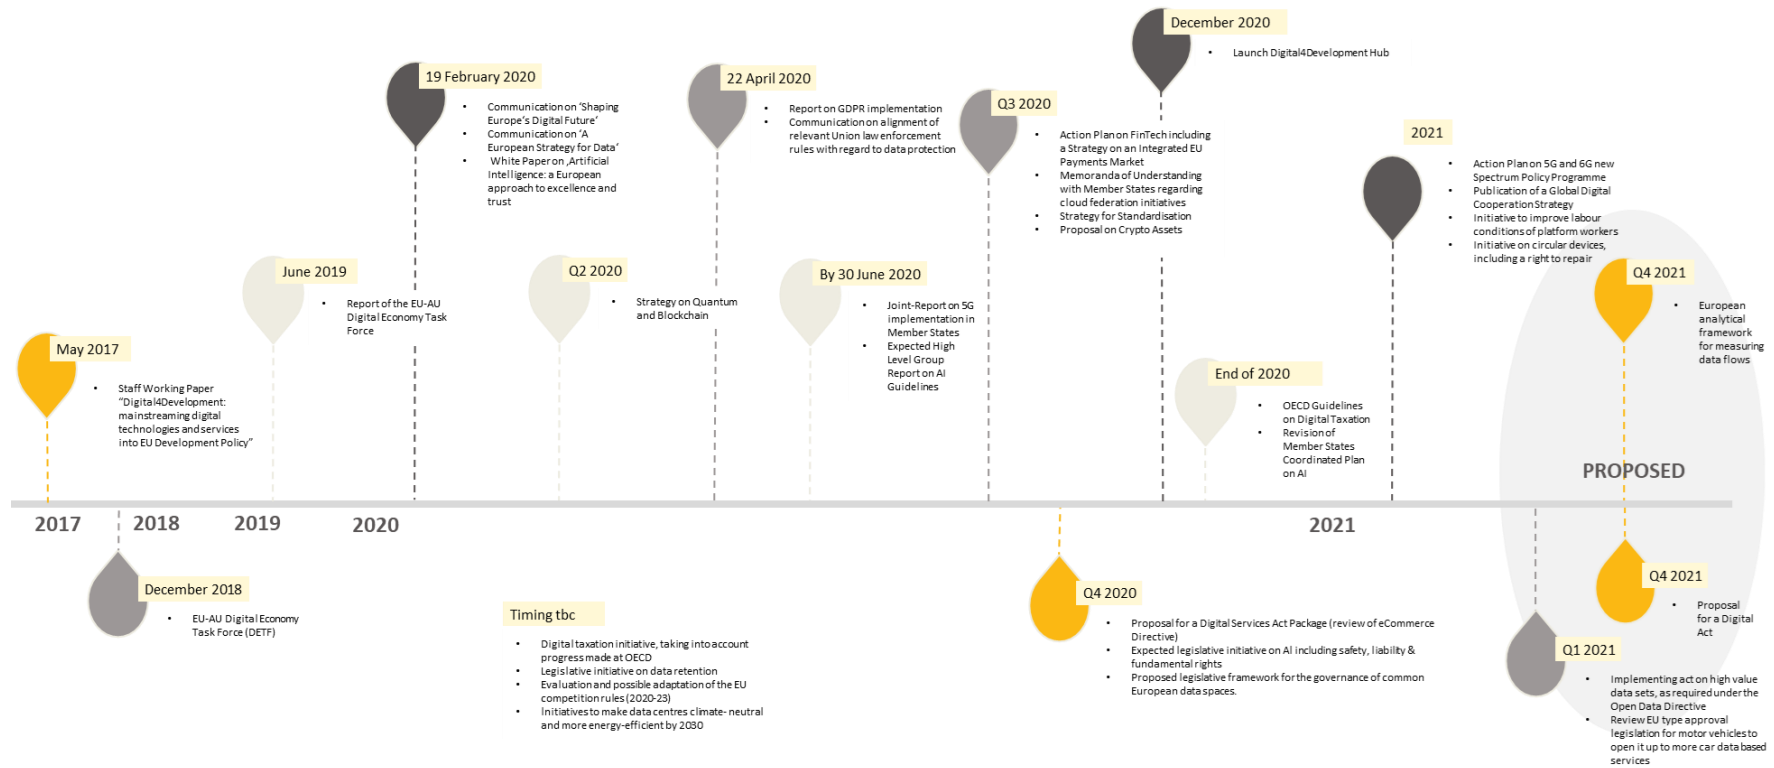 December 2020
• Launch Digital4Development Hub
19 February 2020
• Communication on ‘Shaping
Europe’s Digital Future’
• Communication on ‘A
European Strategy for Data’
• White Paper on ‚Artificial
Intelligence: a European
approach to excellence and
trust
22 April 2020
• Report on GDPR implementation
• Communication on alignment of
relevant Union law enforcement
rules with regard to data protection
Q3 2020
• Action Plan on FinTech including
a Strategy on an Integrated EU
Payments Market
• Memoranda of Understanding
with Member States regarding
cloud federation initiatives
• Strategy for Standardisation
• Proposal on Crypto Assets
2021
• Action Plan on 5G and 6G new
Spectrum Policy Programme
• Publication of a Global Digital
Cooperation Strategy
• Initiative to improve labour
conditions of platform workers
• Initiative on circular devices,
including a right to repair
June 2019
• Report of the EU-AU
Digital Economy Task
Force
Q2 2020
• Strategy on Quantum
and Blockchain
By 30 June 2020
• Joint-Report on 5G
implementation in
Member States
• Expected High
Level Group
Report on AI
Guidelines
Q4 2021
• European
analytical
framework
for measuring
data flows
May 2017
• Staff Working Paper
“Digital4Development:
mainstreaming digital
technologies and services
into EU Development Policy”
End of 2020
• OECD Guidelines
on Digital Taxation
• Revision of
Member States
Coordinated Plan
on AI
PROPOSED
2017
2018
2019
2020
2021
December 2018
• EU-AU Digital Economy
Task Force (DETF)
Timing tbc
• Digital taxation initiative, taking into account
progress made at OECD
• Legislative initiative on data retention
• Evaluation and possible adaptation of the EU
competition rules (2020-23)
• Initiatives to make data centres climate- neutral
and more energy-efficient by 2030
Q4 2020
• Proposal for a Digital Services Act Package (review of eCommerce
Directive)
• Expected legislative initiative on AI including safety, liability &
fundamental rights
• Proposed legislative framework for the governance of common
European data spaces.
Q4 2021
• Proposal
for a Digital
Act
Q1 2021
• Implementing act on high value
data sets, as required under the
Open Data Directive
• Review EU type approval
legislation for motor vehicles to
open it up to more car data based
services